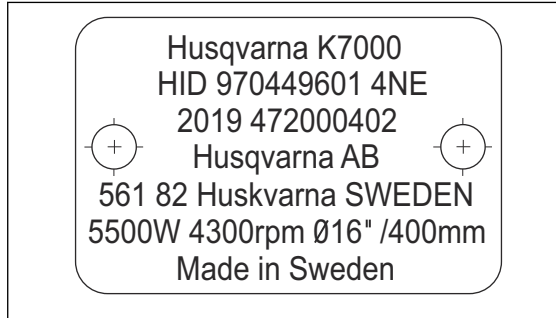 Husqvarna K7000
HID 970449601 4NE
2019 472000402
Husqvarna AB
561 82 Huskvarna SWEDEN
5500W 4300rpm Ø16" /400mm
Made in Sweden